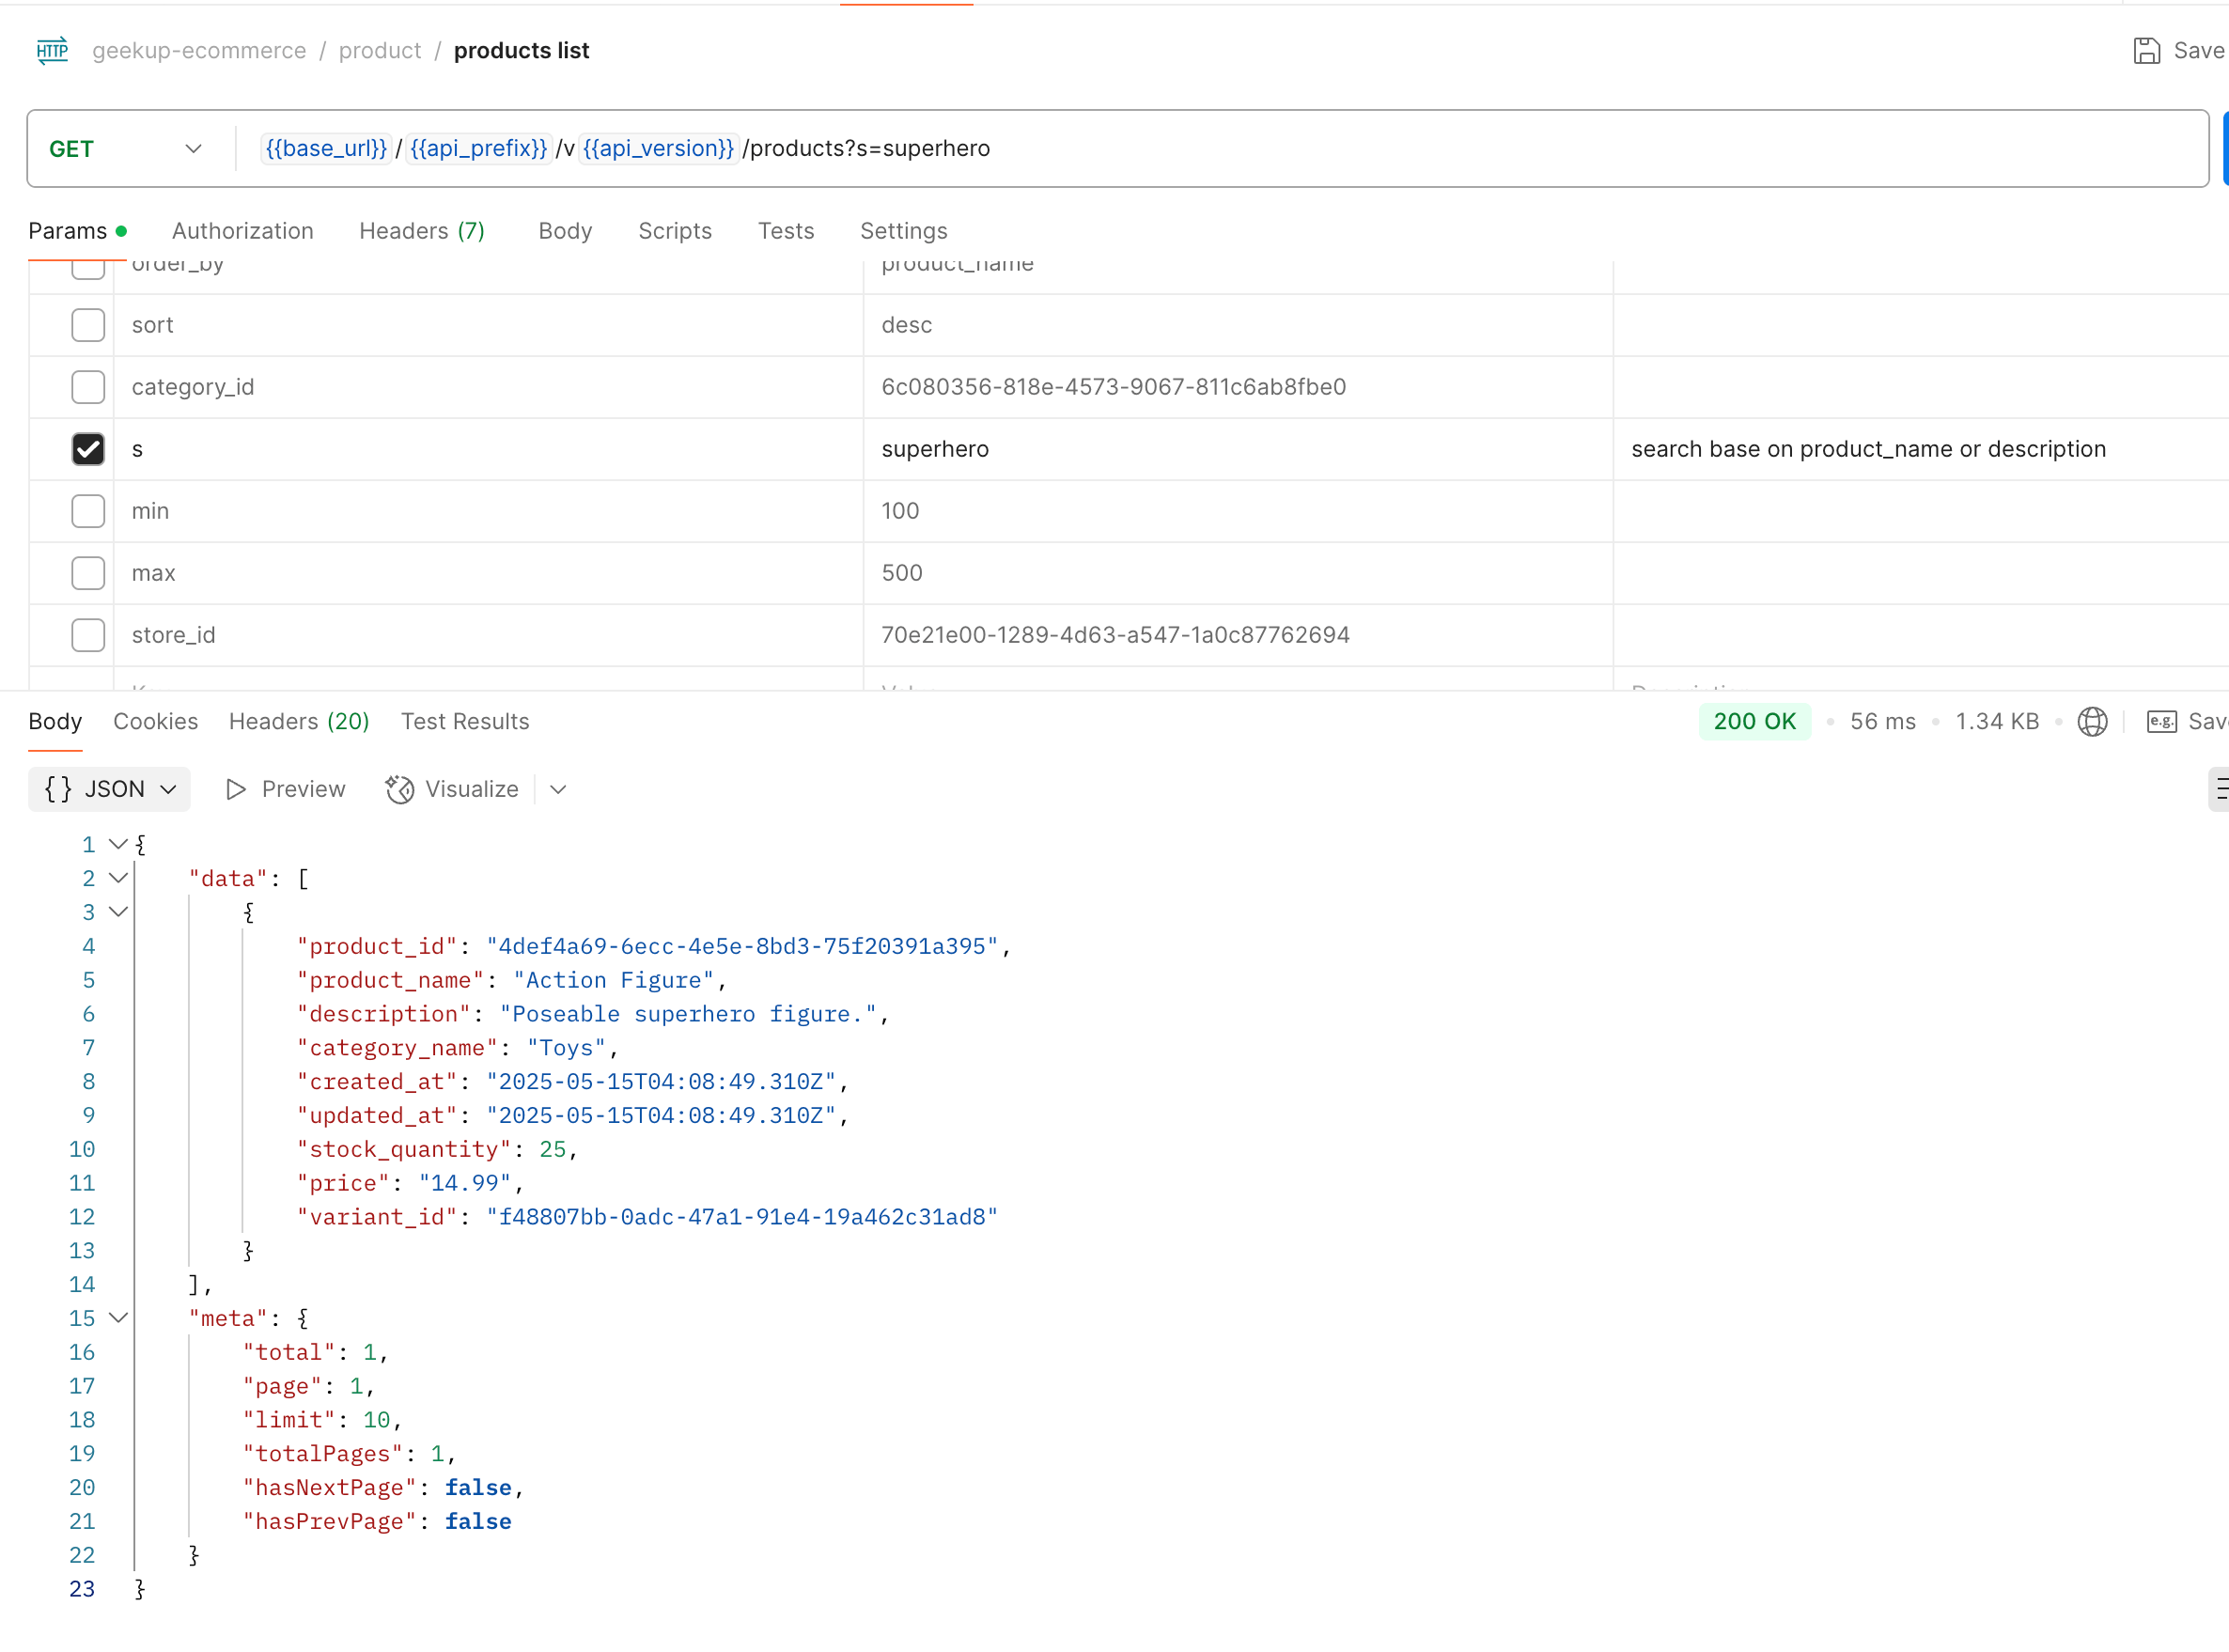 HTTP geekup-ecommerce / product / products list Save
GET {{base_url}} / {{api_prefix}} /v {{api_version}} /products?s=superhero
Params Authorization Headers (7) Body Scripts Tests Settings
order_by product_name
sort desc
category_id 6c080356-818e-4573-9067-811c6ab8fbe0
s superhero search base on product_name or description
min 100
max 500
store_id 70e21e00-1289-4d63-a547-1a0c87762694
Body Cookies Headers (20) Test Results 200 OK 56 ms 1.34 KB e.g. Sav
{} JSON Preview Visualize
1 {
2 "data": [
3 {
4 "product_id": "4def4a69-6ecc-4e5e-8bd3-75f20391a395",
5 "product_name": "Action Figure",
6 "description": "Poseable superhero figure.",
7 "category_name": "Toys",
8 "created_at": "2025-05-15T04:08:49.310Z",
9 "updated_at": "2025-05-15T04:08:49.310Z",
10 "stock_quantity": 25,
11 "price": "14.99",
12 "variant_id": "f48807bb-0adc-47a1-91e4-19a462c31ad8"
13 }
14 ],
15 "meta": {
16 "total": 1,
17 "page": 1,
18 "limit": 10,
19 "totalPages": 1,
20 "hasNextPage": false,
21 "hasPrevPage": false
22 }
23 }